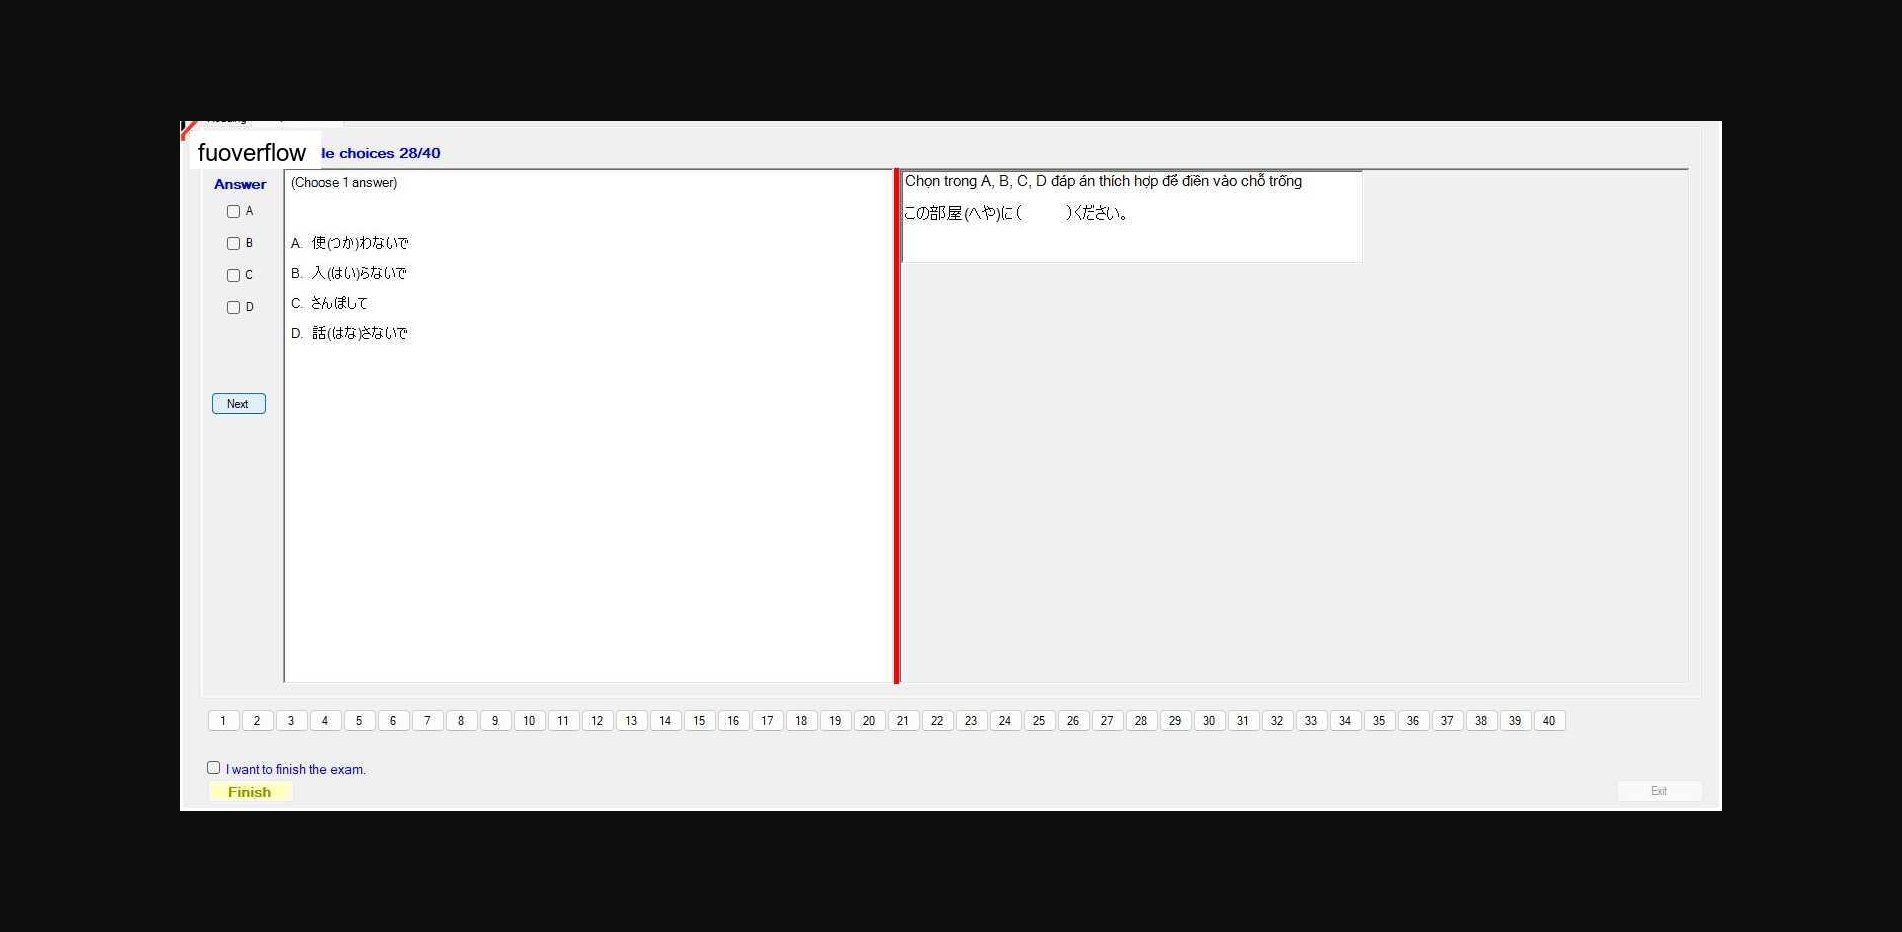 fuoverflow
le choices 28/40
Answer
A
B
C
D
Next
(Choose 1 answer)
A. 使(つか)わないで
B. 入(はい)らないで
C. さんぽして
D. 話(はな)さないで
Chọn trong A, B, C, D đáp án thích hợp để điền vào chỗ trống
この部屋(へや)に( )ください。
1 2 3 4 5 6 7 8 9 10 11 12 13 14 15 16 17 18 19 20 21 22 23 24 25 26 27 28 29 30 31 32 33 34 35 36 37 38 39 40
I want to finish the exam.
Finish
Exit